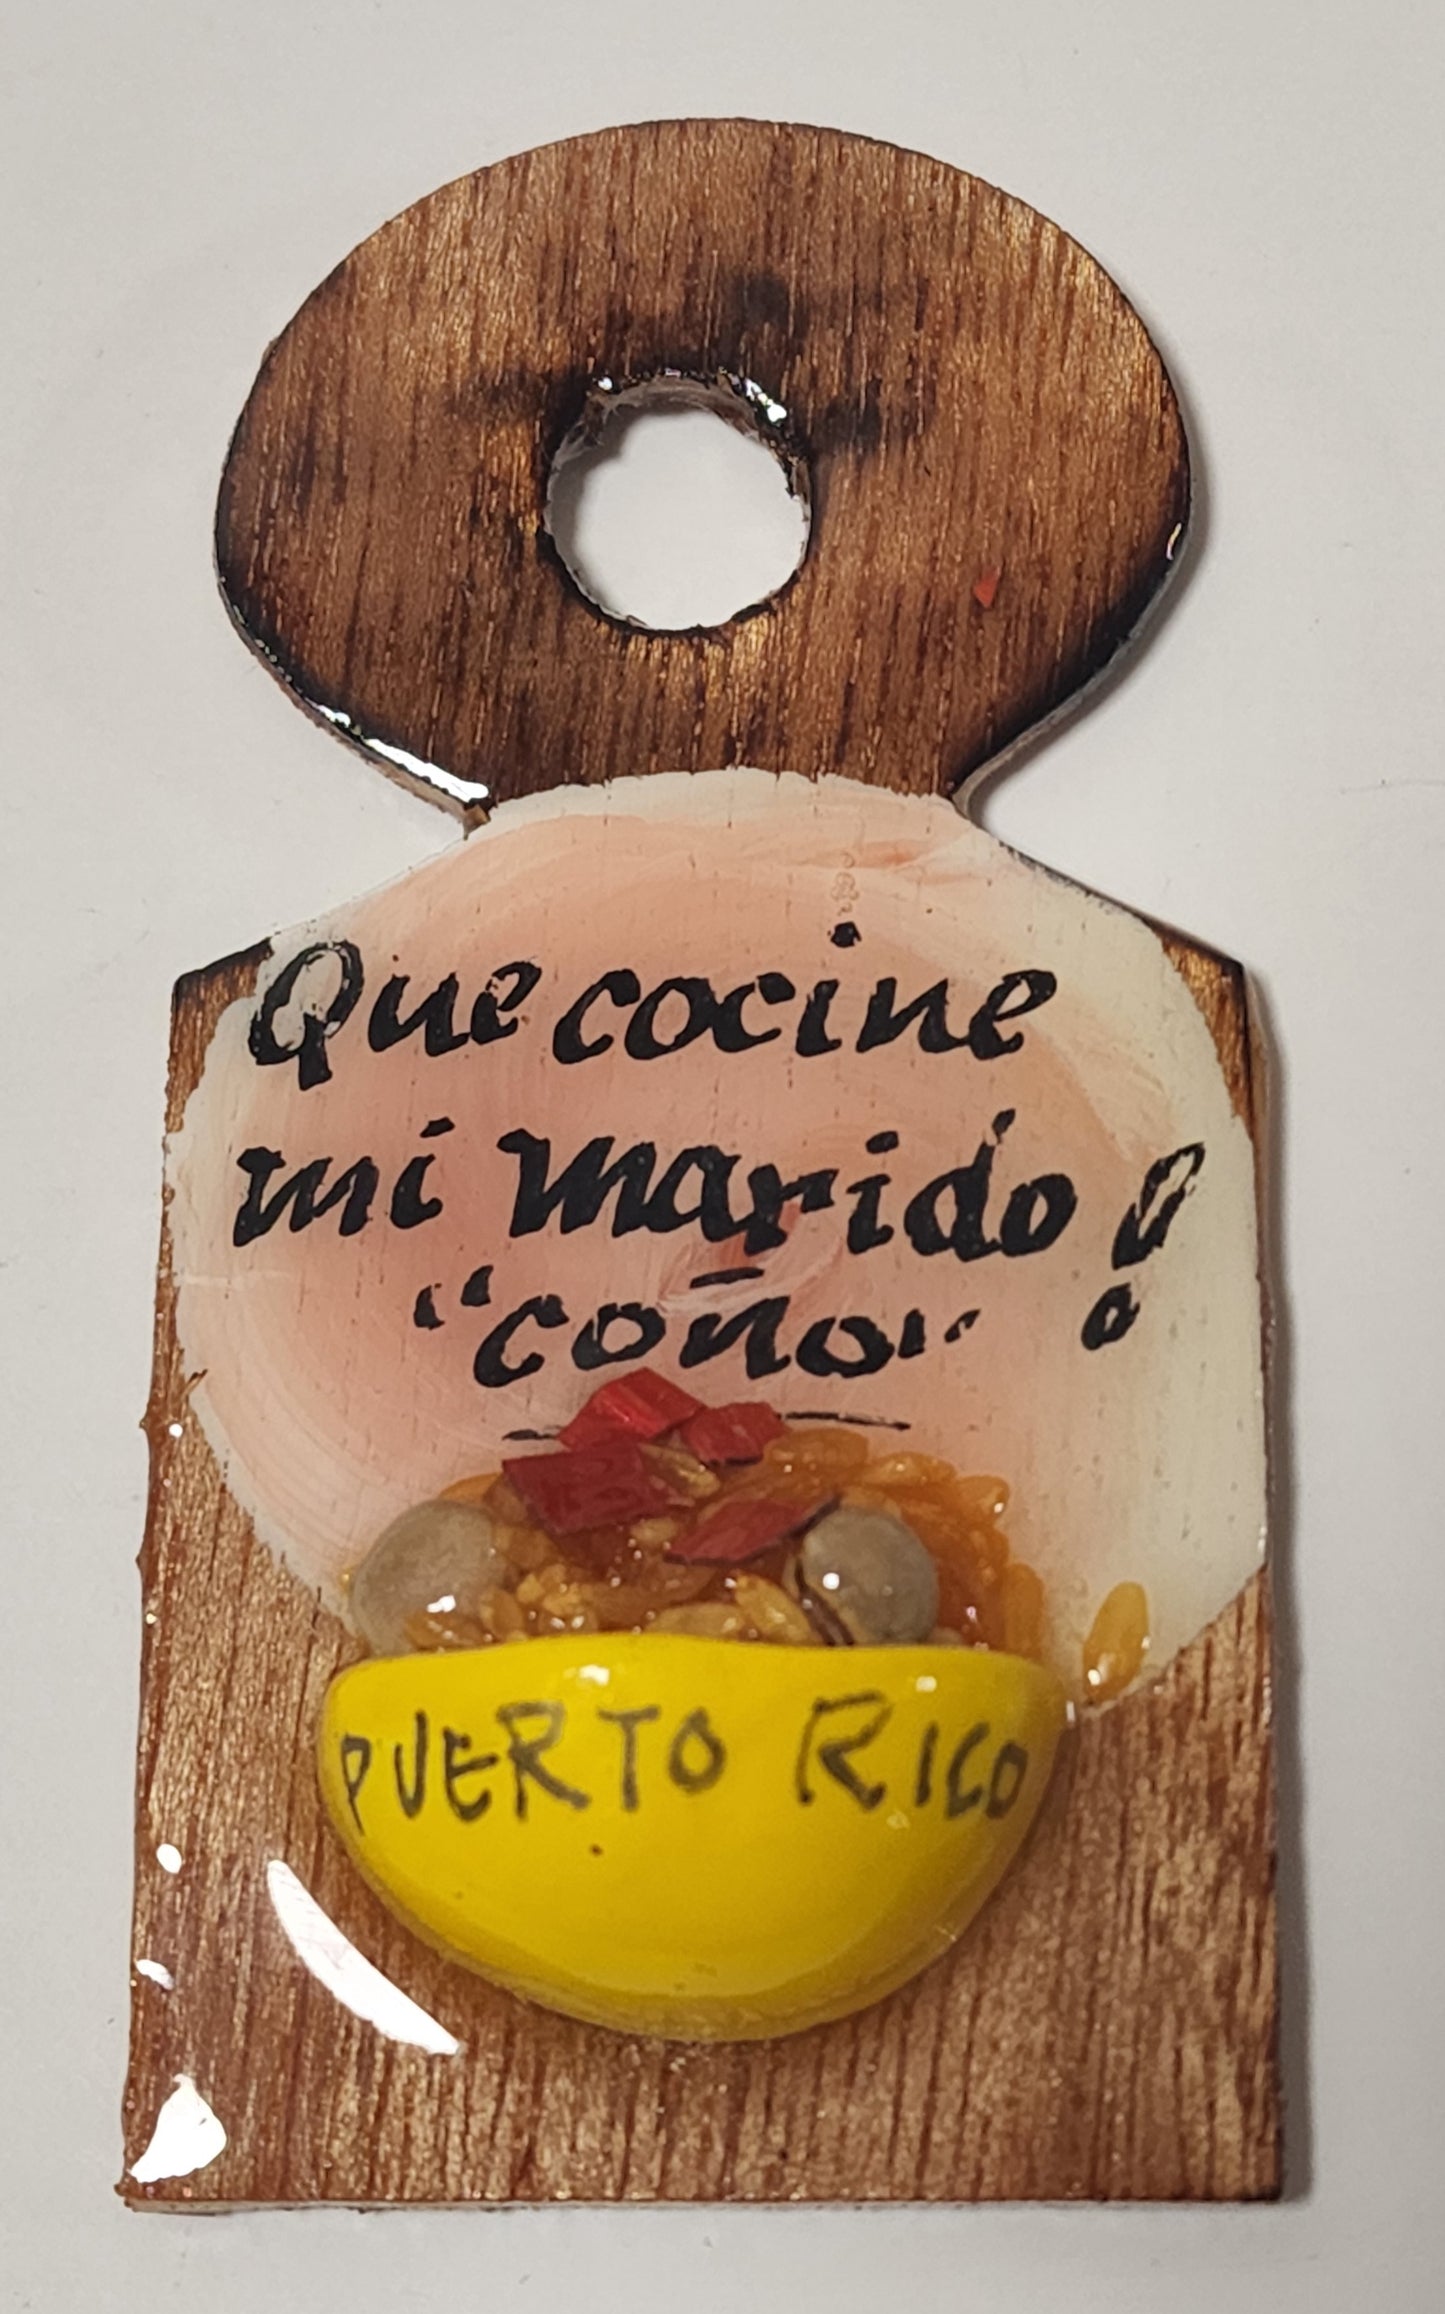 Que cocine
mi marido!
"coño"
PUERTO RICO